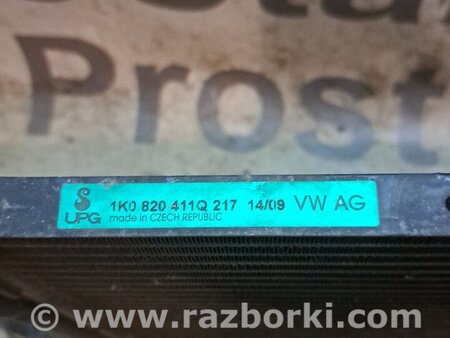 Prost
1K0 820 411Q 217 14/09 VW AG
UPG made in CZECH REPUBLIC
© www.razborki.com